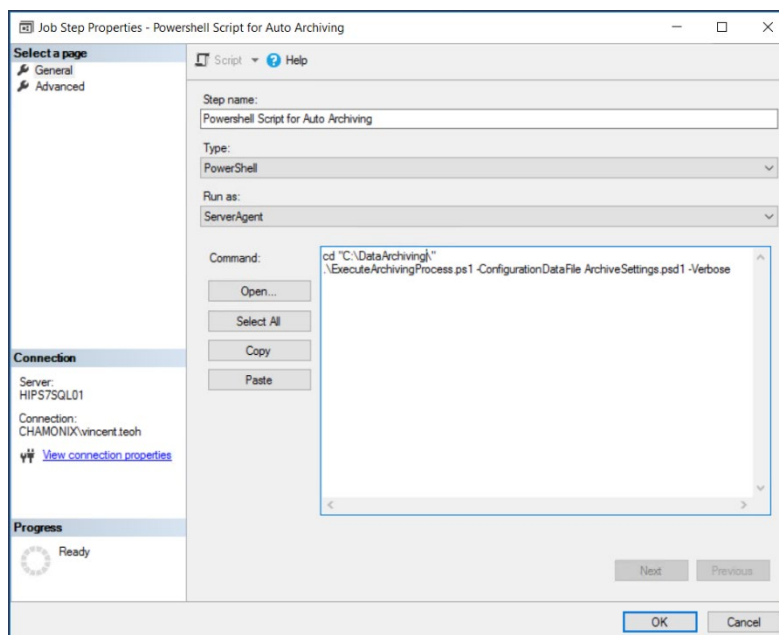 Job Step Properties - Powershell Script for Auto Archiving
Select a page
General
Advanced
Script
Help
Step name:
Powershell Script for Auto Archiving
Type:
PowerShell
Run as:
ServerAgent
Command:
cd "C:\DataArchiving\"
.\ExecuteArchivingProcess.ps1 -ConfigurationDataFile ArchiveSettings.psd1 -Verbose
Open...
Select All
Copy
Paste
Connection
Server:
HIPS7SQL01
Connection:
CHAMONIX\vincent.teoh
View connection properties
Progress
Ready
Next
Previous
OK
Cancel